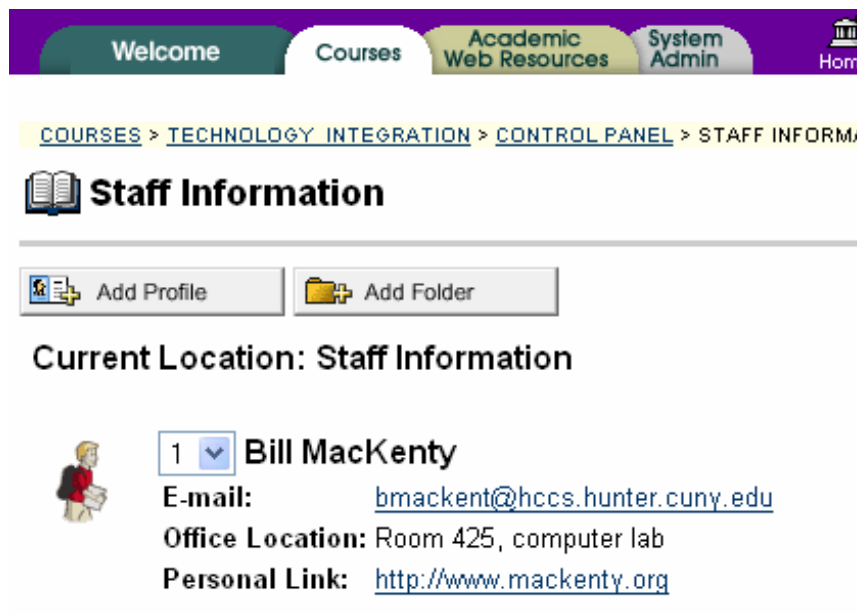 Welcome
Courses
Academic
Web Resources
System
Admin
COURSES > TECHNOLOGY INTEGRATION > CONTROL PANEL > STAFF
Staff Information
Add Profile
Add Folder
Current Location: Staff Information
1 Bill MacKenty
E-mail: bmackent@hccs.hunter.cuny.edu
Office Location: Room 425, computer lab
Personal Link: http://www.mackenty.org